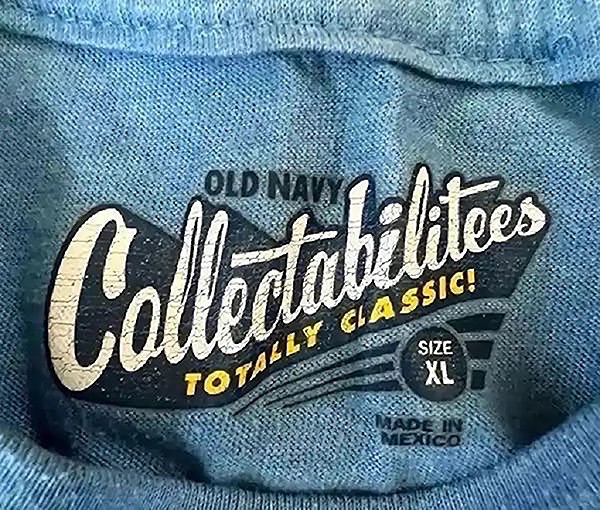 OLD NAVY
Collectabilitees
TOTALLY CLASSIC!
SIZE
XL
MADE IN
MEXICO